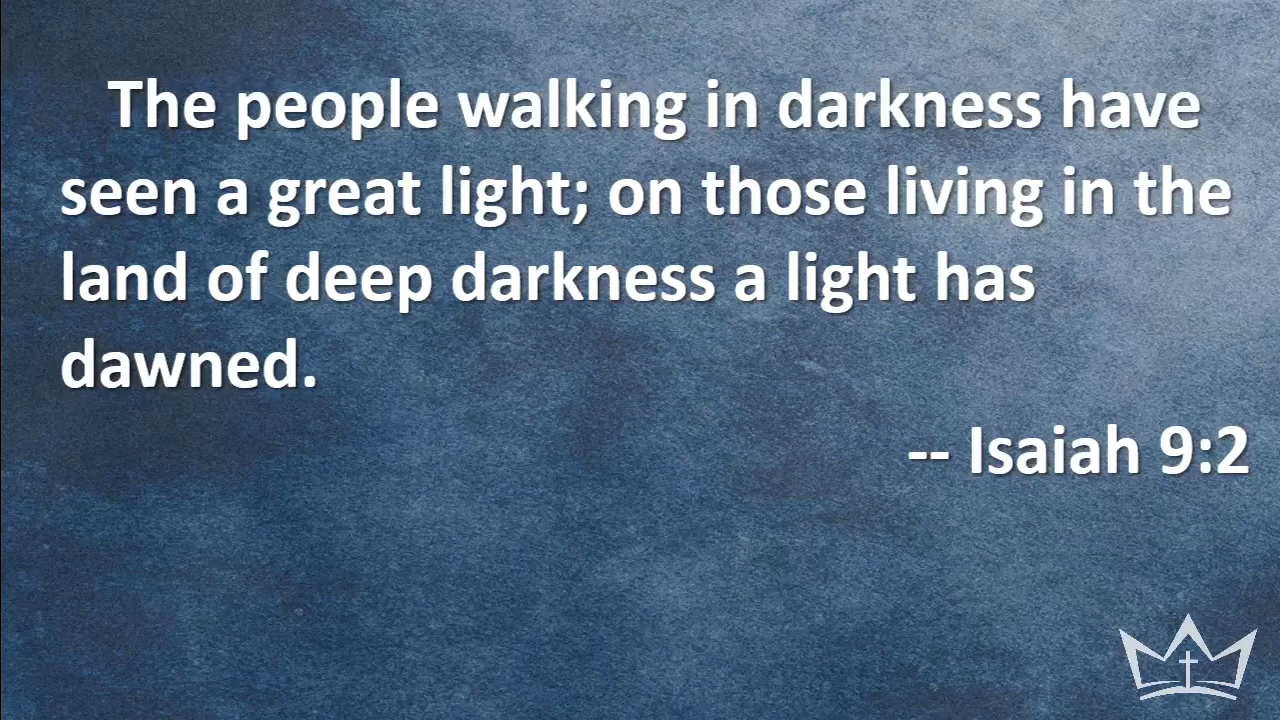 The people walking in darkness have
seen a great light; on those living in the
land of deep darkness a light has
dawned.
-- Isaiah 9:2